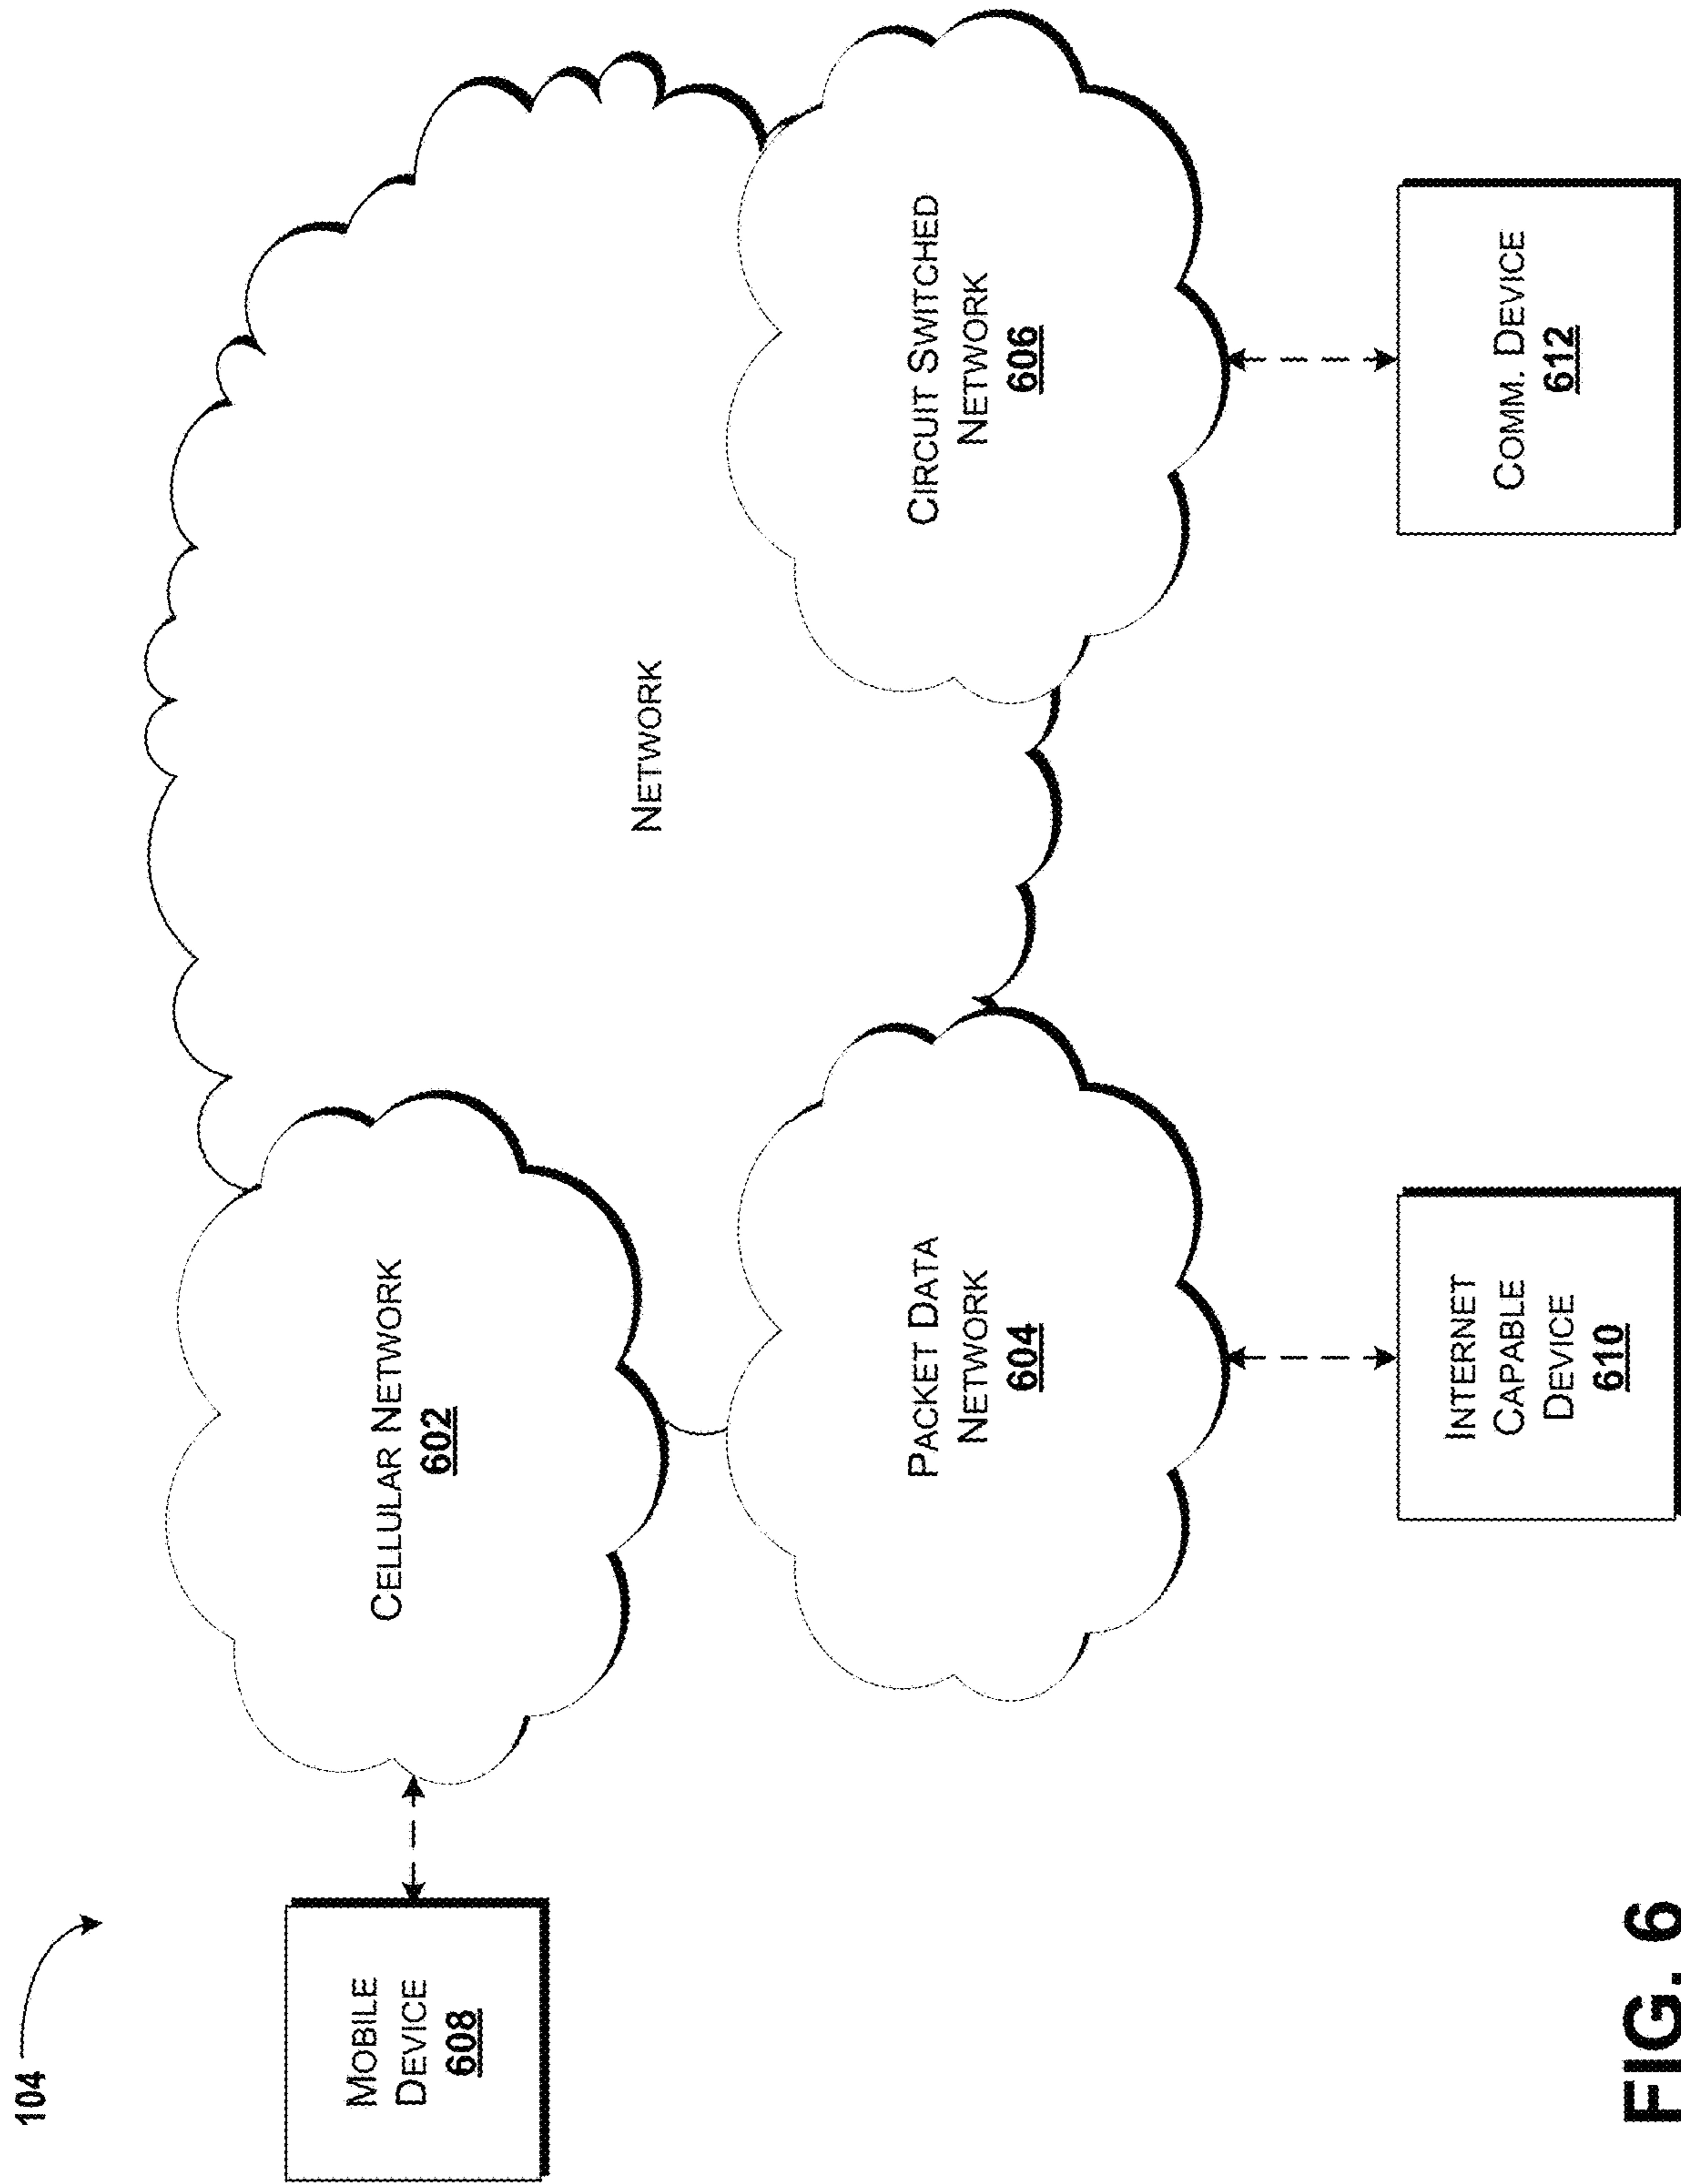 104
MOBILE
DEVICE
608
CELLULAR NETWORK
602
NETWORK
PACKET DATA
NETWORK
604
CIRCUIT SWITCHED
NETWORK
606
INTERNET
CAPABLE
DEVICE
610
COMM. DEVICE
612
FIG. 6